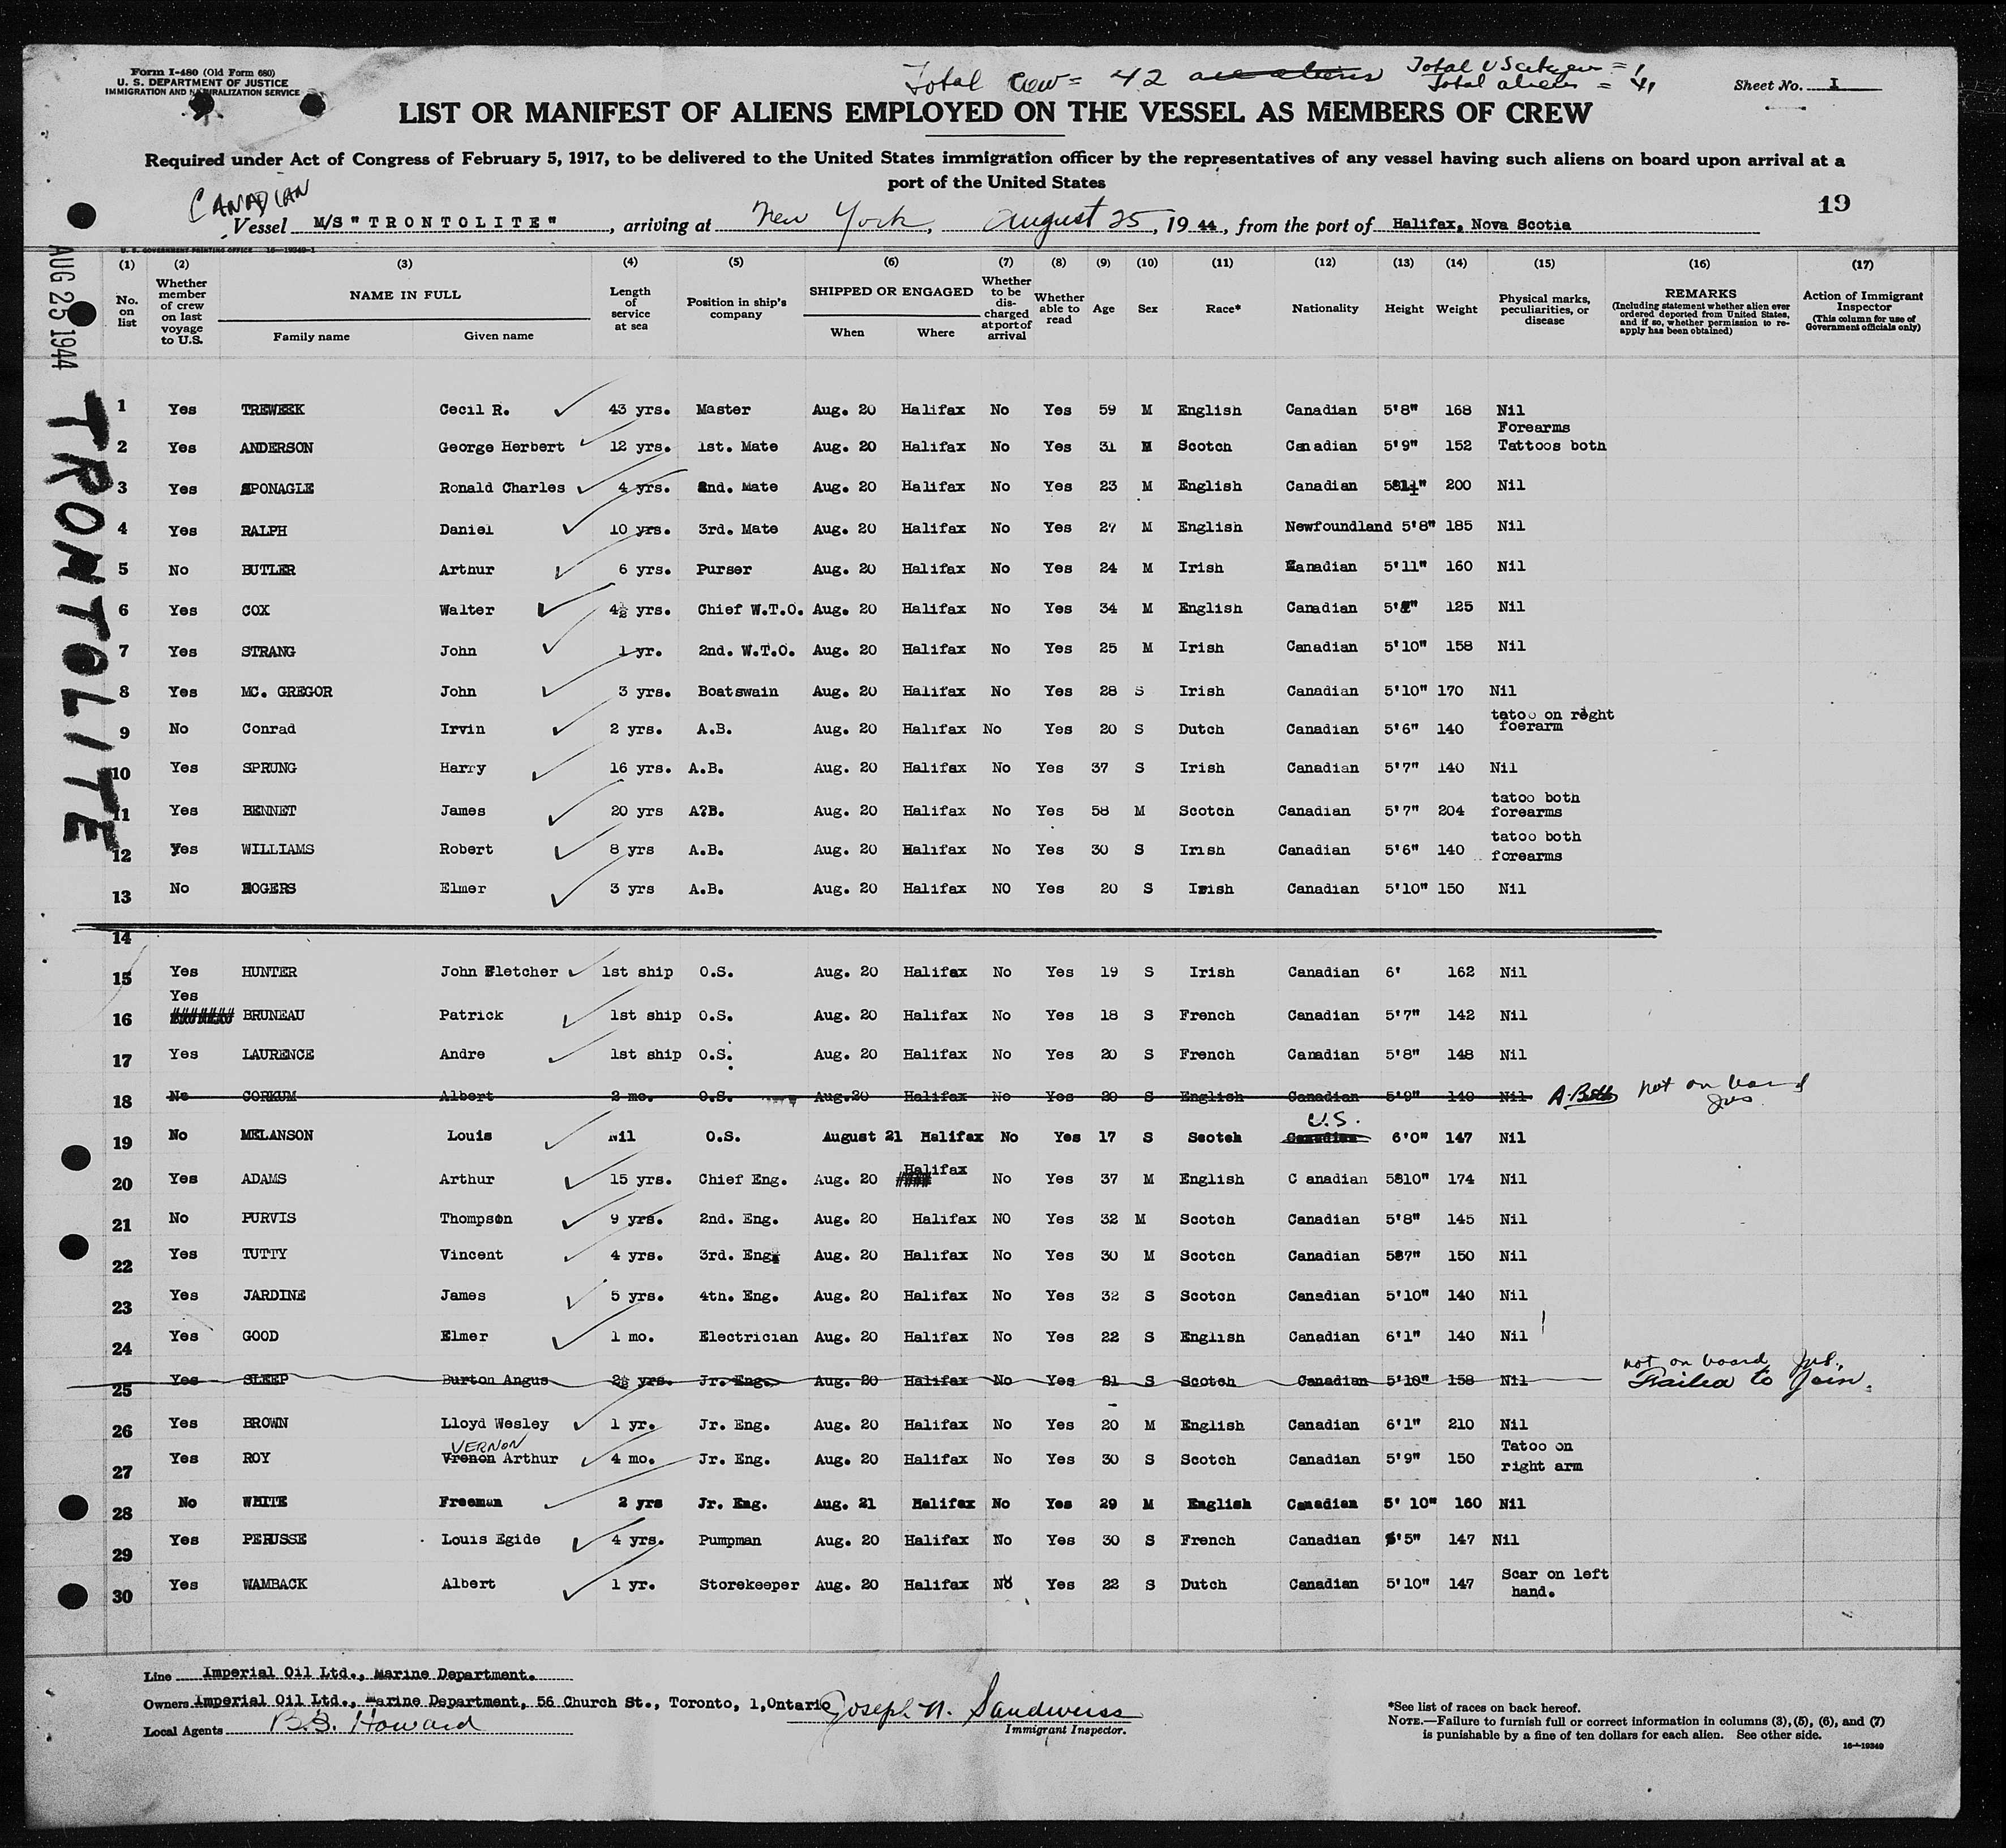 Form I-480 (Old Form 680)
U. S. DEPARTMENT OF JUSTICE
IMMIGRATION AND NATURALIZATION SERVICE
Total crew = 42 all aliens
Total US citizen = 1
Total aliens = 41
Sheet No. I
LIST OR MANIFEST OF ALIENS EMPLOYED ON THE VESSEL AS MEMBERS OF CREW
Required under Act of Congress of February 5, 1917, to be delivered to the United States immigration officer by the representatives of any vessel having such aliens on board upon arrival at a
port of the United States
19
CANADIAN
Vessel M/S "TRONTOLITE", arriving at New York, August 25, 1944, from the port of Halifax, Nova Scotia
U. S. GOVERNMENT PRINTING OFFICE 16—19349-1
AUG 25 1944
TRONTOLITE
(1) (2) (3) (4) (5) (6) (7) (8) (9) (10) (11) (12) (13) (14) (15) (16) (17)
No. on list
Whether member of crew on last voyage to U.S.
NAME IN FULL
Family name Given name
Length of service at sea
Position in ship's company
SHIPPED OR ENGAGED
When Where
Whether to be discharged at port of arrival
Whether able to read
Age
Sex
Race*
Nationality
Height
Weight
Physical marks, peculiarities, or disease
REMARKS
(Including statement whether alien ever ordered deported from United States, and if so, whether permission to reapply has been obtained)
Action of Immigrant Inspector
(This column for use of Government officials only)
1 Yes TREWEEK Cecil R. 43 yrs. Master Aug. 20 Halifax No Yes 59 M English Canadian 5'8" 168 Nil
Forearms
2 Yes ANDERSON George Herbert 12 yrs. 1st. Mate Aug. 20 Halifax No Yes 31 M Scotch Canadian 5'9" 152 Tattoos both
3 Yes SPONAGLE Ronald Charles 4 yrs. 2nd. Mate Aug. 20 Halifax No Yes 23 M English Canadian 200 Nil
4 Yes RALPH Daniel 10 yrs. 3rd. Mate Aug. 20 Halifax No Yes 27 M English Newfoundland 5'8" 185 Nil
5 No BUTLER Arthur 6 yrs. Purser Aug. 20 Halifax No Yes 24 M Irish Canadian 5'11" 160 Nil
6 Yes COX Walter 4½ yrs. Chief W.T.O. Aug. 20 Halifax No Yes 34 M English Canadian 125 Nil
7 Yes STRANG John 1 yr. 2nd. W.T.O. Aug. 20 Halifax No Yes 25 M Irish Canadian 5'10" 158 Nil
8 Yes MC. GREGOR John 3 yrs. Boatswain Aug. 20 Halifax No Yes 28 S Irish Canadian 5'10" 170 Nil
9 No Conrad Irvin 2 yrs. A.B. Aug. 20 Halifax No Yes 20 S Dutch Canadian 5'6" 140 tatoo on reght foerarm
10 Yes SPRUNG Harry 16 yrs. A.B. Aug. 20 Halifax No Yes 37 S Irish Canadian 5'7" 140 Nil
11 Yes BENNET James 20 yrs A?B. Aug. 20 Halifax No Yes 58 M Scotch Canadian 5'7" 204 tatoo both forearms
12 Yes WILLIAMS Robert 8 yrs A.B. Aug. 20 Halifax No Yes 30 S Irish Canadian 5'6" 140 tatoo both forearms
13 No ROGERS Elmer 3 yrs A.B. Aug. 20 Halifax NO Yes 20 S Irish Canadian 5'10" 150 Nil
14
15 Yes HUNTER John Fletcher 1st ship O.S. Aug. 20 Halifax No Yes 19 S Irish Canadian 6' 162 Nil
16 Yes ####### BRUNEAU Patrick 1st ship O.S. Aug. 20 Halifax No Yes 18 S French Canadian 5'7" 142 Nil
17 Yes LAURENCE Andre 1st ship O.S. Aug. 20 Halifax No Yes 20 S French Canadian 5'8" 148 Nil
18 No CORKUM Albert 2 mo. O.S. Aug.20 Halifax No Yes 20 S English Canadian 5'9" 140 Nil not on board
19 No MELANSON Louis Nil O.S. August 21 Halifax No Yes 17 S Scotch Canadian U.S. 6'0" 147 Nil
20 Yes ADAMS Arthur 15 yrs. Chief Eng. Aug. 20 #### Halifax No Yes 37 M English C anadian 5810" 174 Nil
21 No PURVIS Thompson 9 yrs. 2nd. Eng. Aug. 20 Halifax NO Yes 32 M Scotch Canadian 5'8" 145 Nil
22 Yes TUTTY Vincent 4 yrs. 3rd. Eng. Aug. 20 Halifax No Yes 30 M Scotch Canadian 587" 150 Nil
23 Yes JARDINE James 5 yrs. 4th. Eng. Aug. 20 Halifax No Yes 32 S Scotch Canadian 5'10" 140 Nil
24 Yes GOOD Elmer 1 mo. Electrician Aug. 20 Halifax No Yes 22 S English Canadian 6'1" 140 Nil
25 Yes SLEEP Burton Angus 2½ yrs. Jr. Eng. Aug. 20 Halifax No Yes 21 S Scotch Canadian 5'10" 158 Nil not on board Failed to join.
26 Yes BROWN Lloyd Wesley 1 yr. Jr. Eng. Aug. 20 Halifax No Yes 20 M English Canadian 6'1" 210 Nil
27 Yes ROY Vrenon VERNON Arthur 4 mo. Jr. Eng. Aug. 20 Halifax No Yes 30 S Scotch Canadian 5'9" 150 Tatoo on right arm
28 No WHITE Freeman 2 yrs Jr. Eng. Aug. 21 Halifax No Yes 29 M English Canadian 5' 10" 160 Nil
29 Yes PERUSSE Louis Egide 4 yrs. Pumpman Aug. 20 Halifax No Yes 30 S French Canadian 5'5" 147 Nil
30 Yes WAMBACK Albert 1 yr. Storekeeper Aug. 20 Halifax No Yes 22 S Dutch Canadian 5'10" 147 Scar on left hand.
Line Imperial Oil Ltd., Marine Department.
Owners Imperial Oil Ltd., Marine Department, 56 Church St., Toronto, 1,Ontario
Local Agents B.S. Howard
Joseph N. Sandweiss
Immigrant Inspector.
*See list of races on back hereof.
NOTE.—Failure to furnish full or correct information in columns (3), (5), (6), and (7)
is punishable by a fine of ten dollars for each alien. See other side.
16—19349